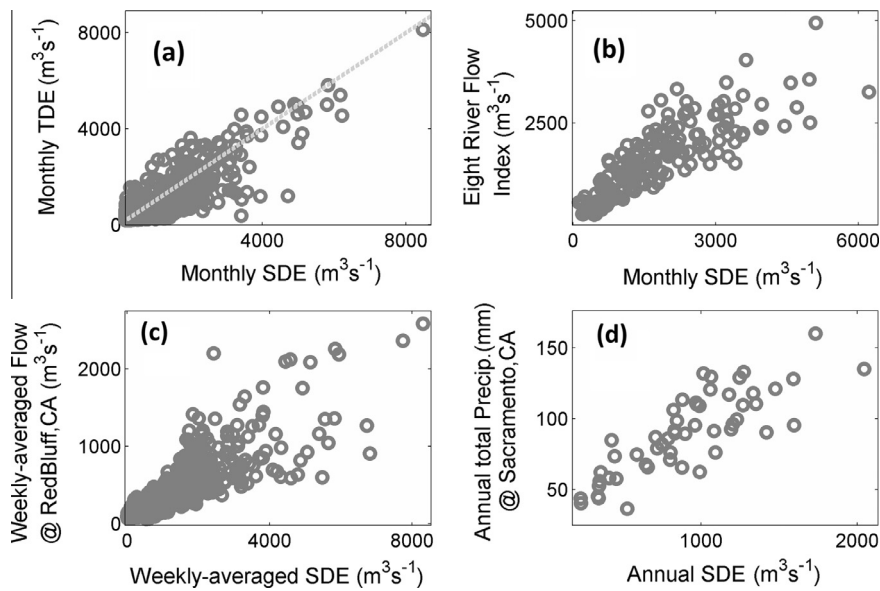 (a)
Monthly TDE (m³s⁻¹)
8000
4000
0
4000
8000
Monthly SDE (m³s⁻¹)
(b)
Eight River Flow
Index (m³s⁻¹)
5000
2500
0
3000
6000
Monthly SDE (m³s⁻¹)
(c)
Weekly-averaged Flow
@ RedBluff,CA (m³s⁻¹)
2000
1000
0
0
4000
8000
Weekly-averaged SDE (m³s⁻¹)
(d)
Annual total Precip.(mm)
@ Sacramento,CA
150
100
50
1000
2000
Annual SDE (m³s⁻¹)